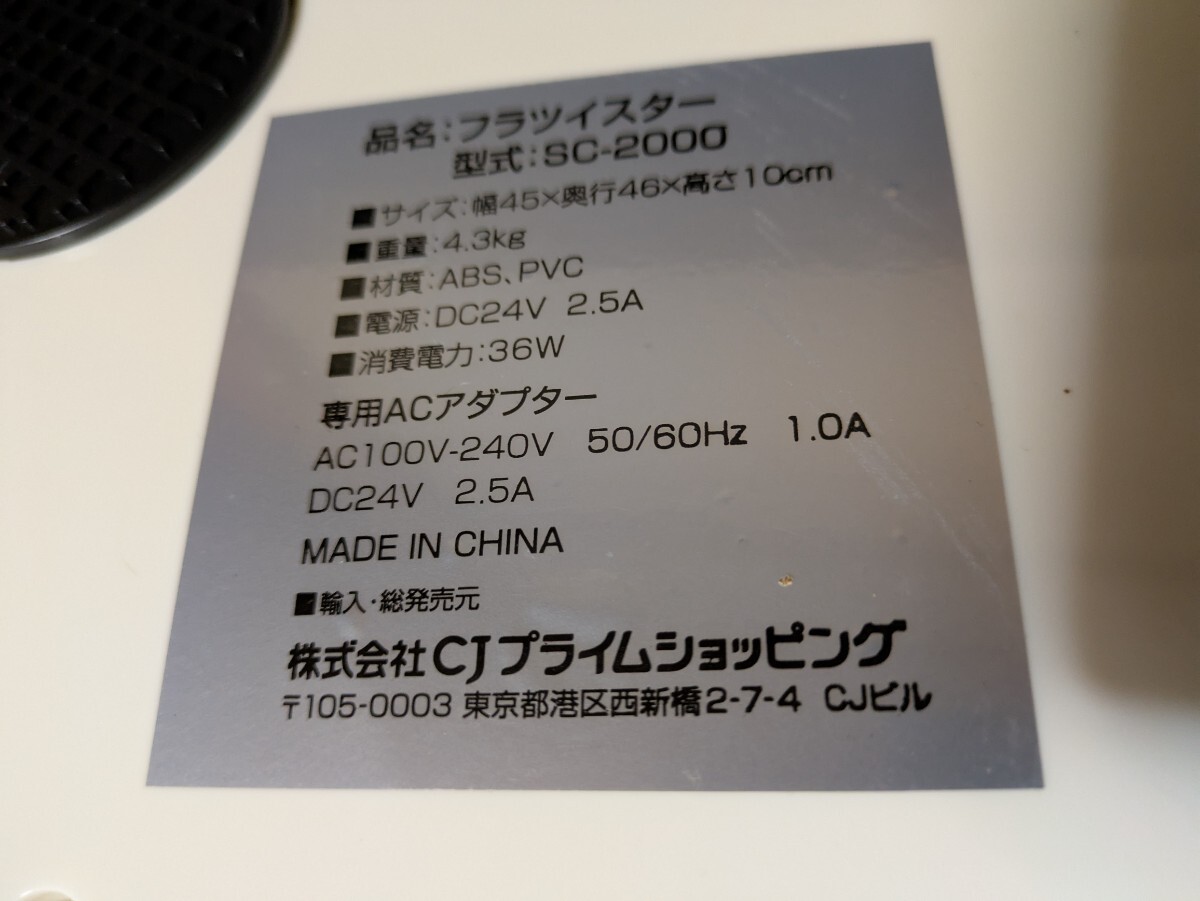 品名:フラツイスター
型式:SC-2000
■サイズ:幅45×奥行46×高さ10cm
■重量:4.3kg
■材質:ABS、PVC
■電源:DC24V 2.5A
■消費電力:36W
専用ACアダプター
AC100V-240V 50/60Hz 1.0A
DC24V 2.5A
MADE IN CHINA
■輸入・総発売元
株式会社CJプライムショッピング
〒105-0003 東京都港区西新橋2-7-4 CJビル